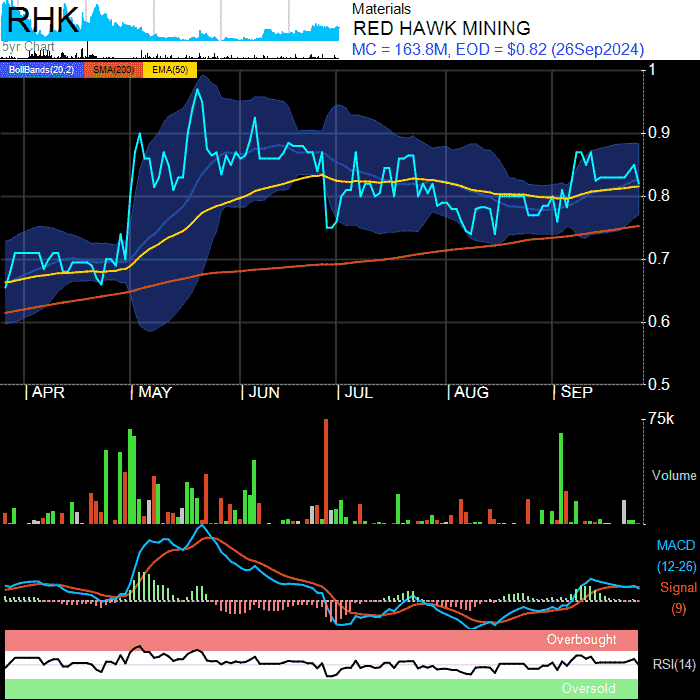 RHK
5yr Chart
Materials
RED HAWK MINING
MC = 163.8M, EOD = $0.82 (26Sep2024)
BollBands(20,2) SMA(200) EMA(50)
1
0.9
0.8
0.7
0.6
0.5
APR MAY JUN JUL AUG SEP
75k
Volume
MACD
(12-26)
Signal
(9)
Overbought
RSI(14)
Oversold